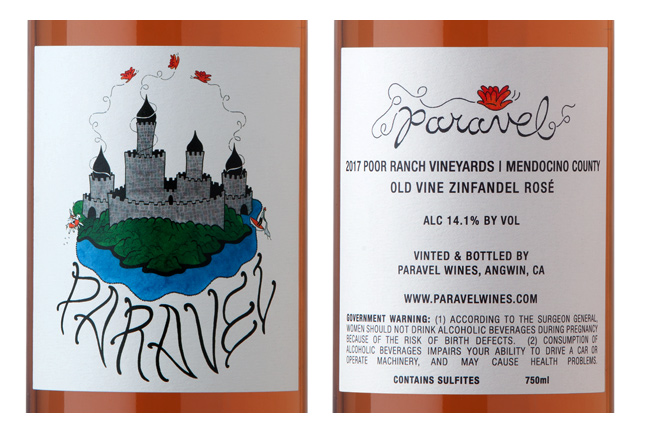 PARAVEL
paravel
2017 POOR RANCH VINEYARDS | MENDOCINO COUNTY
OLD VINE ZINFANDEL ROSÉ
ALC 14.1% BY VOL
VINTED & BOTTLED BY
PARAVEL WINES, ANGWIN, CA
WWW.PARAVELWINES.COM
GOVERNMENT WARNING: (1) ACCORDING TO THE SURGEON GENERAL,
WOMEN SHOULD NOT DRINK ALCOHOLIC BEVERAGES DURING PREGNANCY
BECAUSE OF THE RISK OF BIRTH DEFECTS. (2) CONSUMPTION OF
ALCOHOLIC BEVERAGES IMPAIRS YOUR ABILITY TO DRIVE A CAR OR
OPERATE MACHINERY, AND MAY CAUSE HEALTH PROBLEMS.
CONTAINS SULFITES 750ml